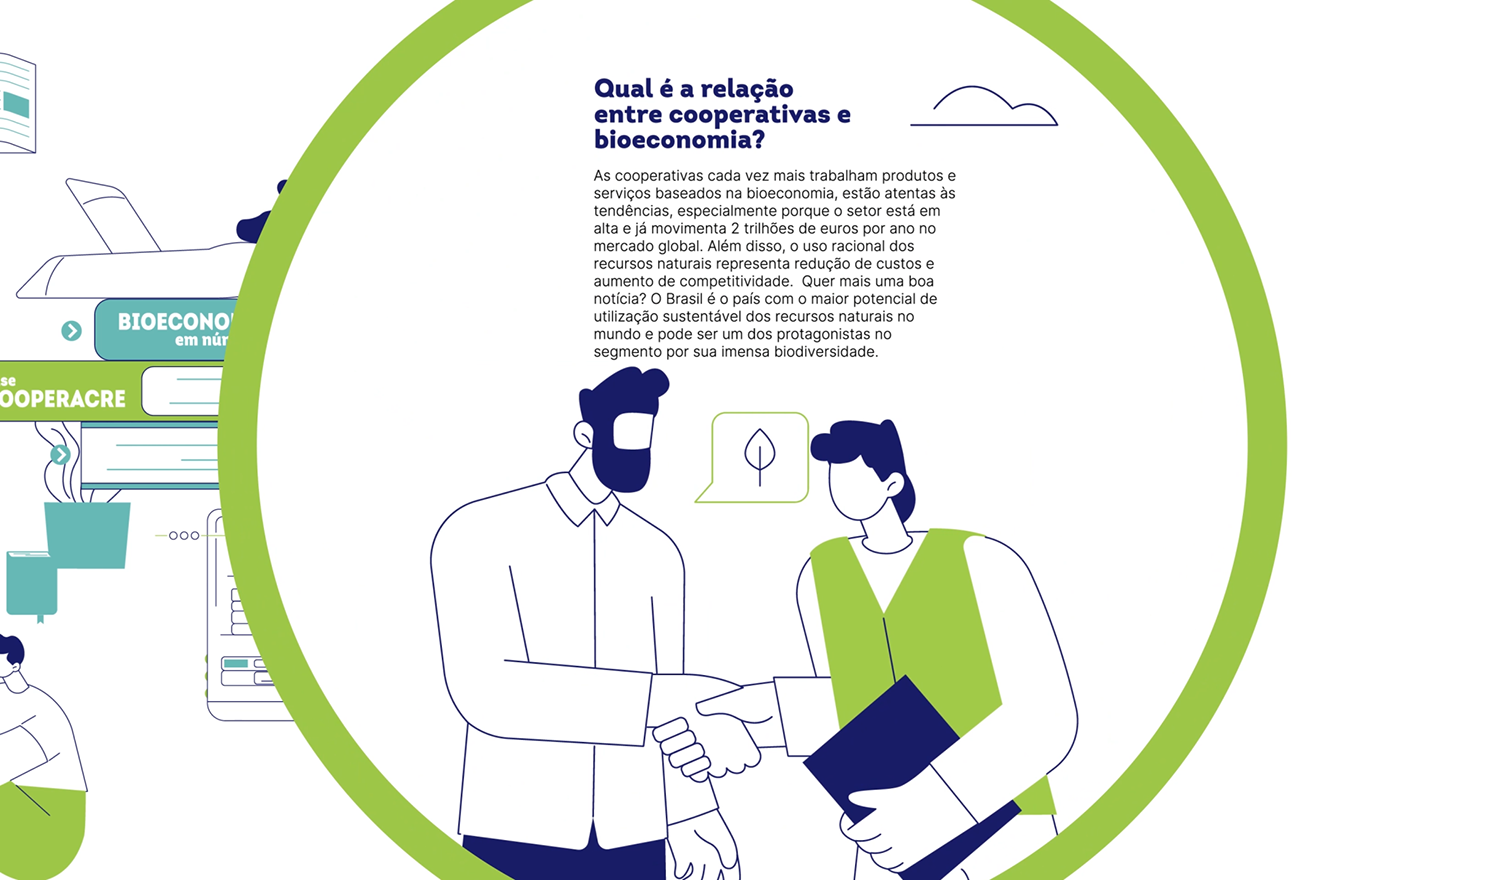 Qual é a relação
entre cooperativas e
bioeconomia?
As cooperativas cada vez mais trabalham produtos e
serviços baseados na bioeconomia, estão atentas às
tendências, especialmente porque o setor está em
alta e já movimenta 2 trilhões de euros por ano no
mercado global. Além disso, o uso racional dos
recursos naturais representa redução de custos e
aumento de competitividade.  Quer mais uma boa
notícia? O Brasil é o país com o maior potencial de
utilização sustentável dos recursos naturais no
mundo e pode ser um dos protagonistas no
segmento por sua imensa biodiversidade.
BIOECONO
em núr
se
OOPERACRE